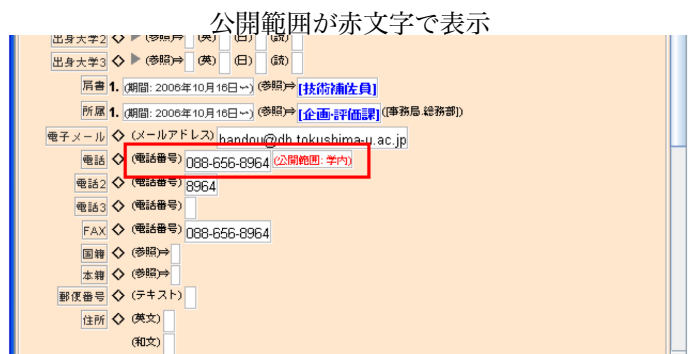 公開範囲が赤文字で表示
出身大学2 ◇ ▶ (参照)⇒ (英) (日) (読)
出身大学3 ◇ ▶ (参照)⇒ (英) (日) (読)
肩書 1. (期間: 2006年10月16日〜) (参照)⇒ [技術補佐員]
所属 1. (期間: 2006年10月16日〜) (参照)⇒ [企画・評価課] ([事務局.総務部])
電子メール ◇ (メールアドレス) bandou@db.tokushima-u.ac.jp
電話 ◇ (電話番号) 088-656-8964 (公開範囲: 学内)
電話2 ◇ (電話番号) 8964
電話3 ◇ (電話番号)
FAX ◇ (電話番号) 088-656-8964
国籍 ◇ (参照)⇒
本籍 ◇ (参照)⇒
郵便番号 ◇ (テキスト)
住所 ◇ (英文)
(和文)